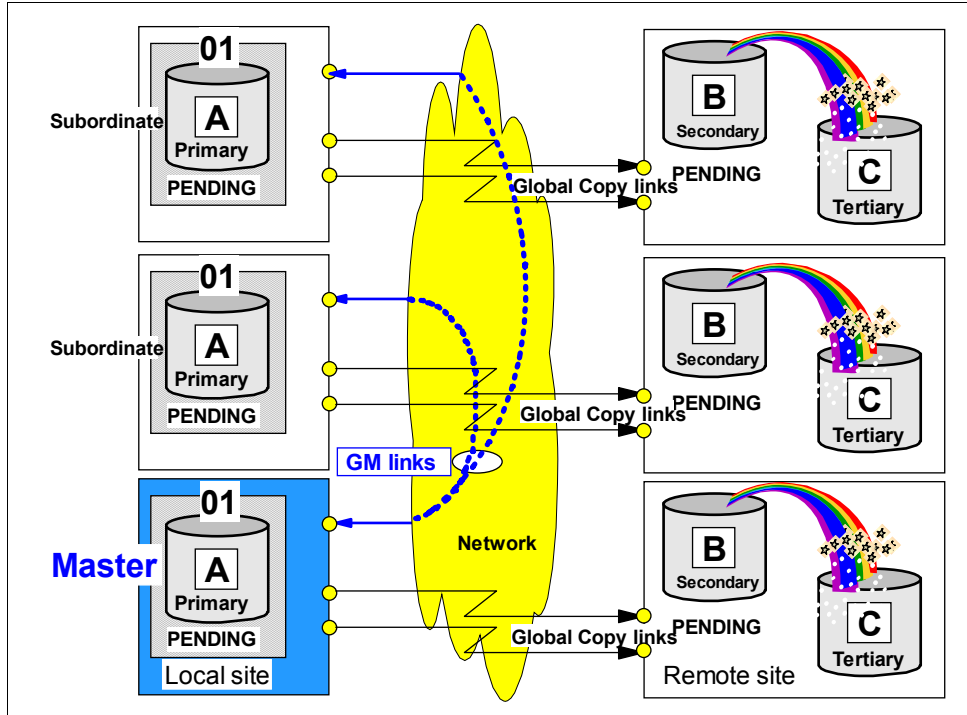 01
Subordinate
A
Primary
PENDING
Global Copy links
B
Secondary
PENDING
C
Tertiary
01
Subordinate
A
Primary
PENDING
Global Copy links
B
Secondary
PENDING
C
Tertiary
GM links
01
Master
A
Primary
PENDING
Local site
Network
Global Copy links
B
Secondary
PENDING
C
Tertiary
Remote site